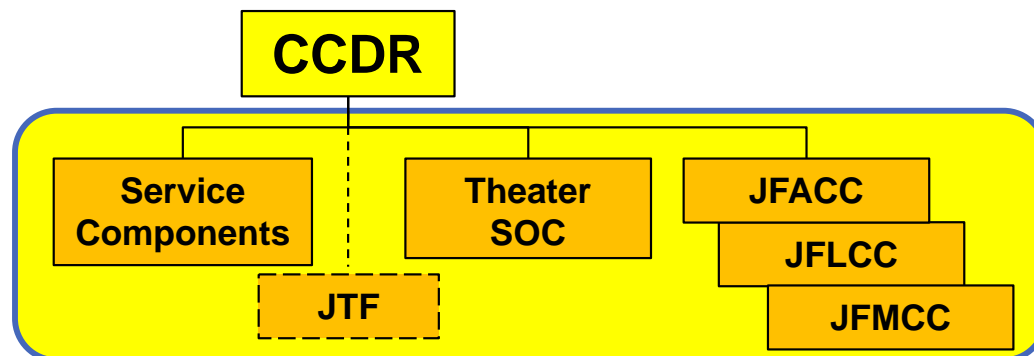 CCDR
Service
Components
Theater
SOC
JFACC
JFLCC
JFMCC
JTF